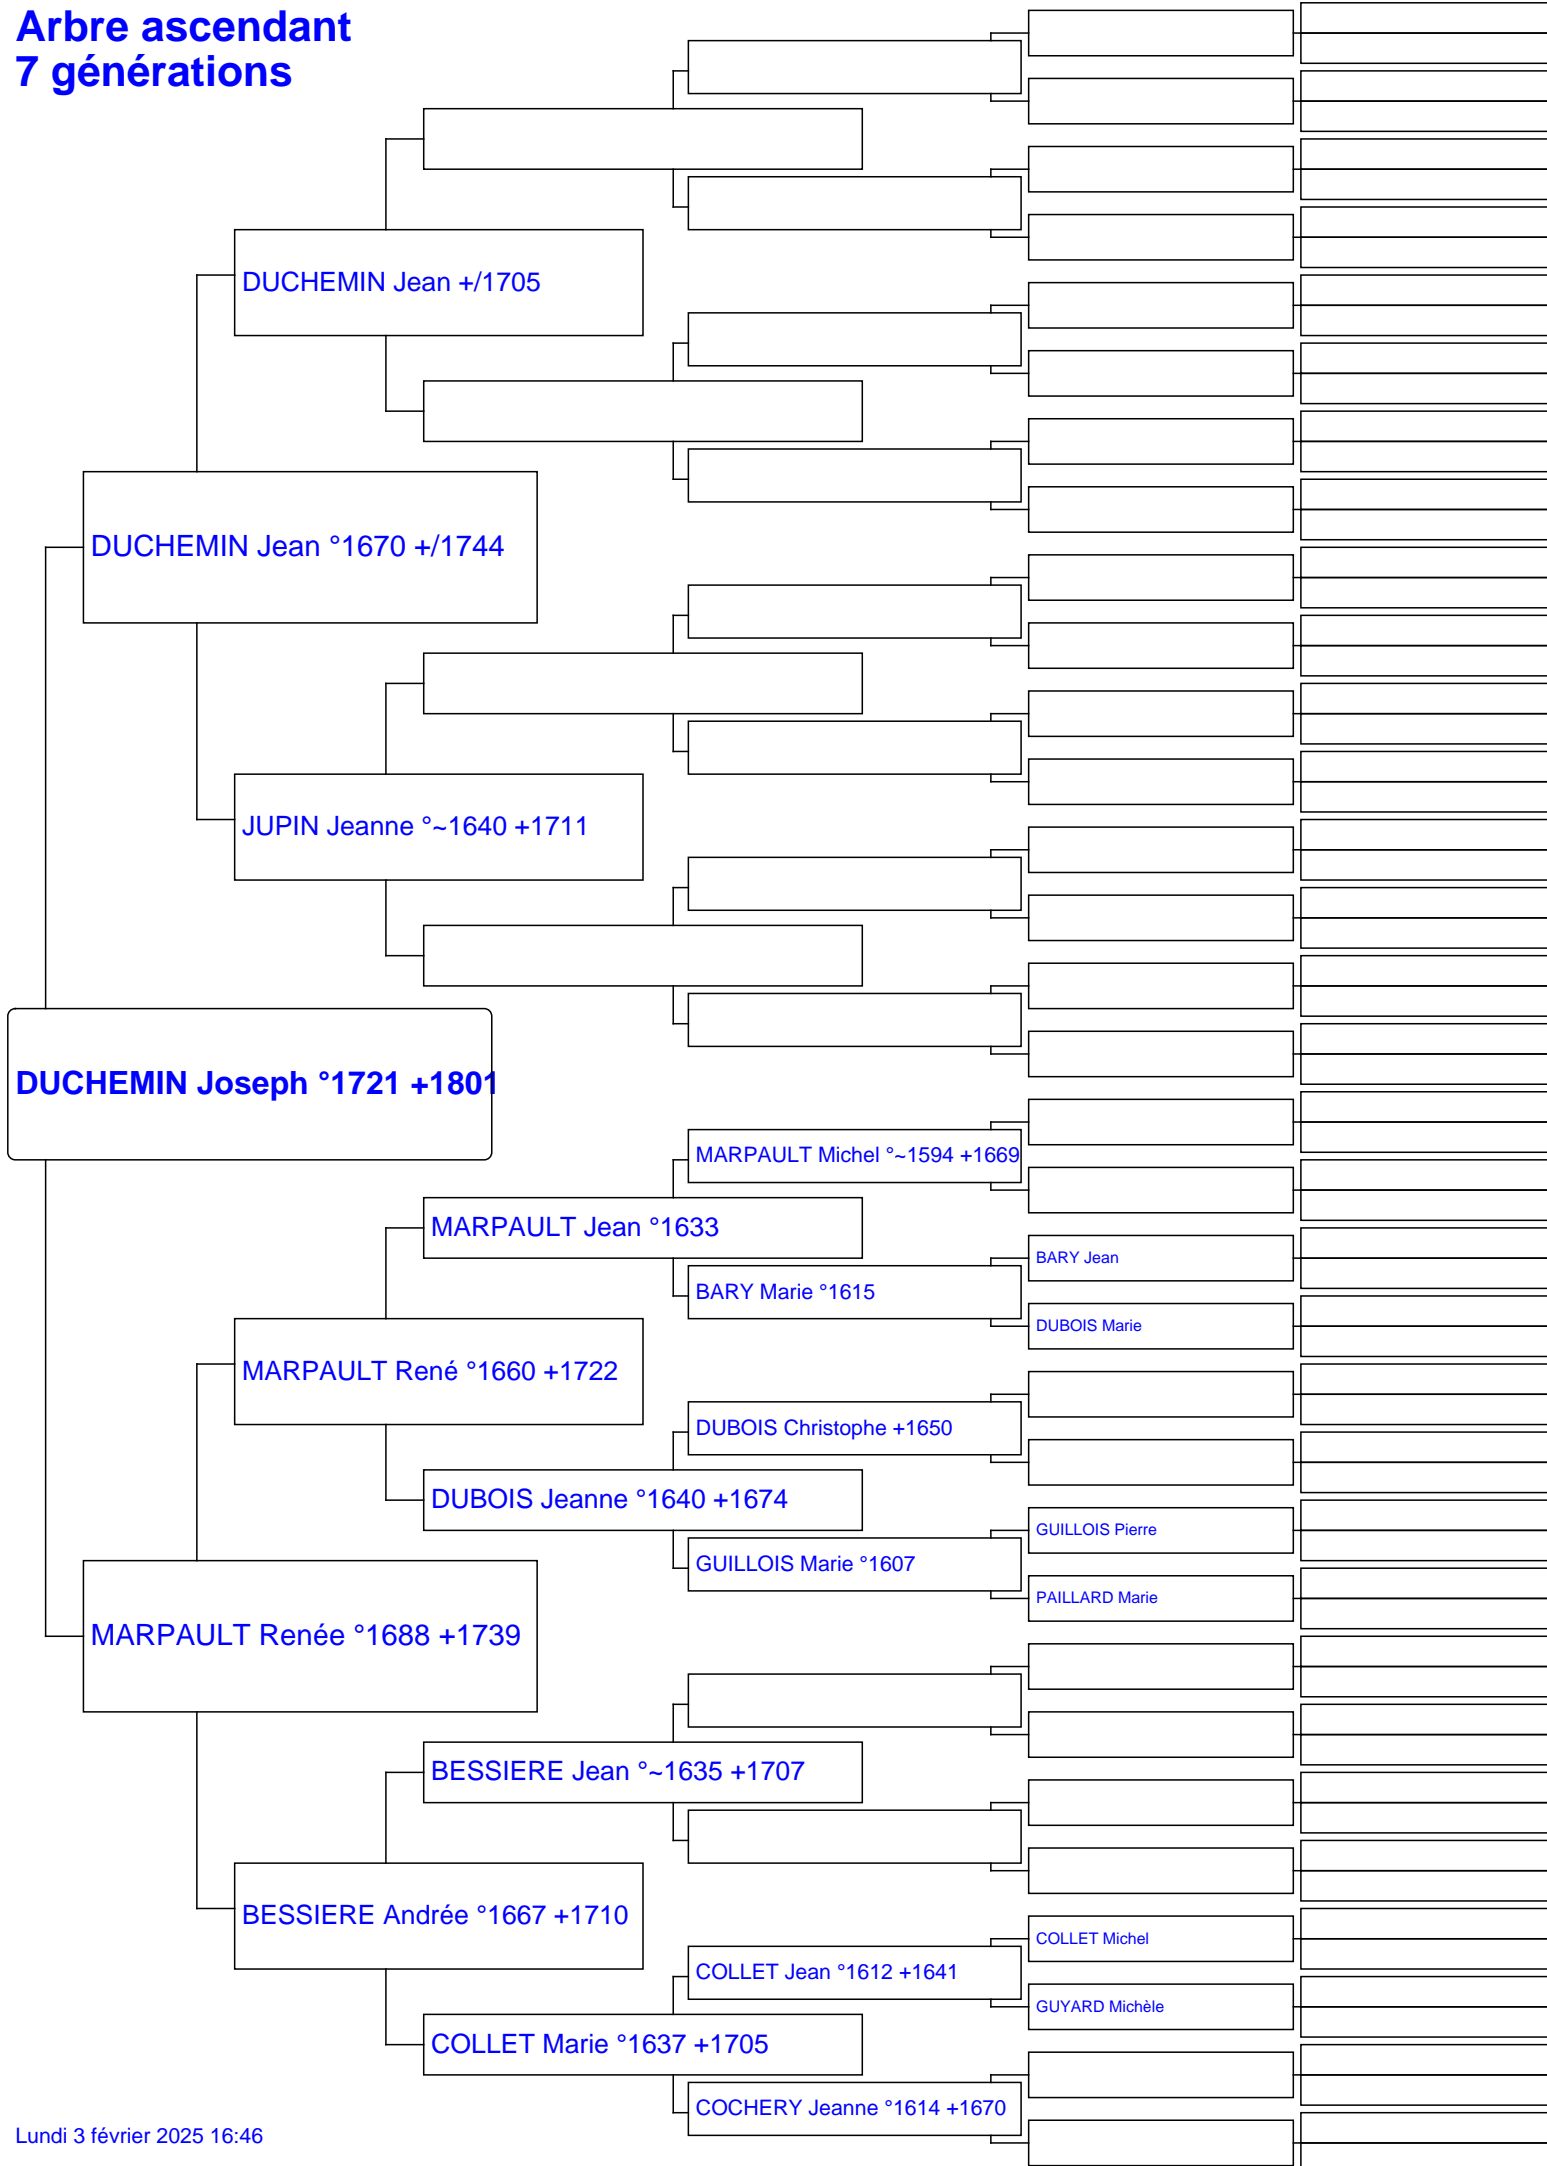 Arbre ascendant
7 générations
DUCHEMIN Jean +/1705
DUCHEMIN Jean °1670 +/1744
JUPIN Jeanne °~1640 +1711
DUCHEMIN Joseph °1721 +1801
MARPAULT Michel °~1594 +1669
MARPAULT Jean °1633
BARY Jean
BARY Marie °1615
DUBOIS Marie
MARPAULT René °1660 +1722
DUBOIS Christophe +1650
DUBOIS Jeanne °1640 +1674
GUILLOIS Pierre
GUILLOIS Marie °1607
PAILLARD Marie
MARPAULT Renée °1688 +1739
BESSIERE Jean °~1635 +1707
BESSIERE Andrée °1667 +1710
COLLET Michel
COLLET Jean °1612 +1641
GUYARD Michèle
COLLET Marie °1637 +1705
COCHERY Jeanne °1614 +1670
Lundi 3 février 2025 16:46